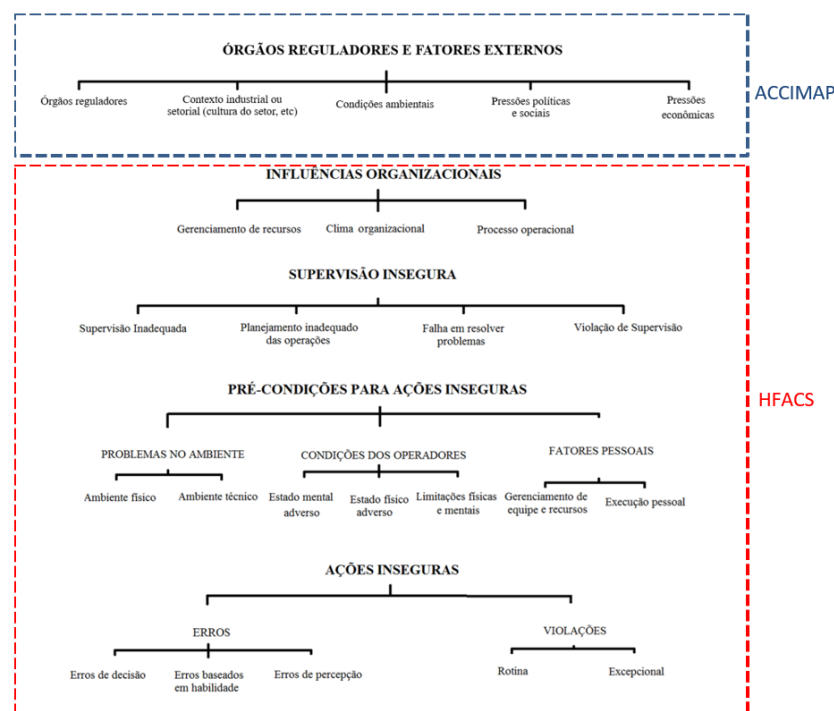 ÓRGÃOS REGULADORES E FATORES EXTERNOS
Órgãos reguladores
Contexto industrial ou
setorial (cultura do setor, etc)
Condições ambientais
Pressões políticas
e sociais
Pressões
econômicas
ACCIMAP
INFLUÊNCIAS ORGANIZACIONAIS
Gerenciamento de recursos
Clima organizacional
Processo operacional
SUPERVISÃO INSEGURA
Supervisão Inadequada
Planejamento inadequado
das operações
Falha em resolver
problemas
Violação de Supervisão
PRÉ-CONDIÇÕES PARA AÇÕES INSEGURAS
HFACS
PROBLEMAS NO AMBIENTE
CONDIÇÕES DOS OPERADORES
FATORES PESSOAIS
Ambiente físico
Ambiente técnico
Estado mental
adverso
Estado físico
adverso
Limitações físicas
e mentais
Gerenciamento de
equipe e recursos
Execução pessoal
AÇÕES INSEGURAS
ERROS
VIOLAÇÕES
Erros de decisão
Erros baseados
em habilidade
Erros de percepção
Rotina
Excepcional